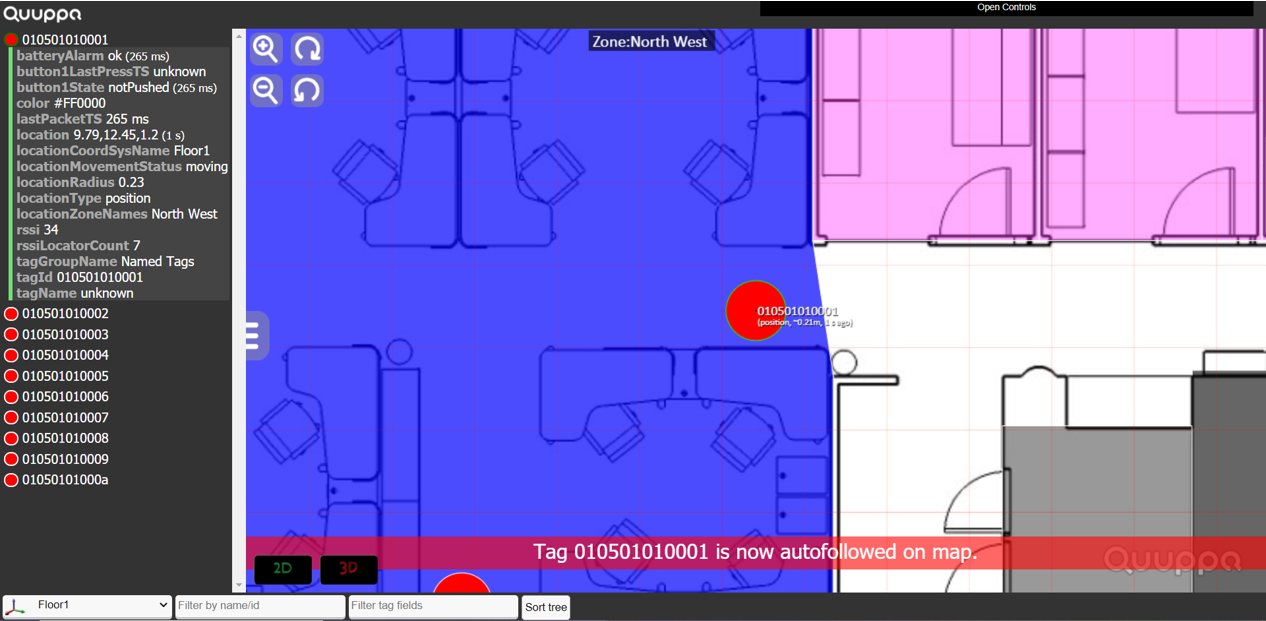 Quuppa
Open Controls
010501010001
batteryAlarm ok (265 ms)
button1LastPressTS unknown
button1State notPushed (265 ms)
color #FF0000
lastPacketTS 265 ms
location 9.79,12.45,1.2 (1 s)
locationCoordSysName Floor1
locationMovementStatus moving
locationRadius 0.23
locationType position
locationZoneNames North West
rssi 34
rssiLocatorCount 7
tagGroupName Named Tags
tagId 010501010001
tagName unknown
010501010002
010501010003
010501010004
010501010005
010501010006
010501010007
010501010008
010501010009
01050101000a
Zone:North West
010501010001
(position, ~0.21m, 1 s ago)
Tag 010501010001 is now autofollowed on map.
Quuppa
2D
3D
Floor1
Filter by name/id
Filter tag fields
Sort tree